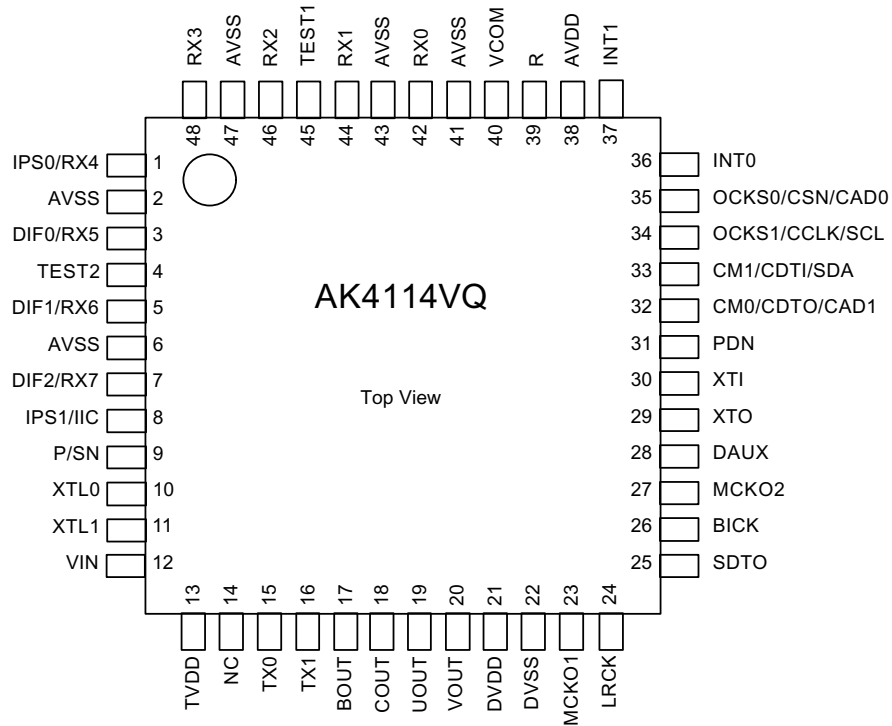 RX3 AVSS RX2 TEST1 RX1 AVSS RX0 AVSS VCOM R AVDD INT1
48 47 46 45 44 43 42 41 40 39 38 37
IPS0/RX4 1
AVSS 2
DIF0/RX5 3
TEST2 4
DIF1/RX6 5
AVSS 6
DIF2/RX7 7
IPS1/IIC 8
P/SN 9
XTL0 10
XTL1 11
VIN 12
AK4114VQ
Top View
36 INT0
35 OCKS0/CSN/CAD0
34 OCKS1/CCLK/SCL
33 CM1/CDTI/SDA
32 CM0/CDTO/CAD1
31 PDN
30 XTI
29 XTO
28 DAUX
27 MCKO2
26 BICK
25 SDTO
13 14 15 16 17 18 19 20 21 22 23 24
TVDD NC TX0 TX1 BOUT COUT UOUT VOUT DVDD DVSS MCKO1 LRCK